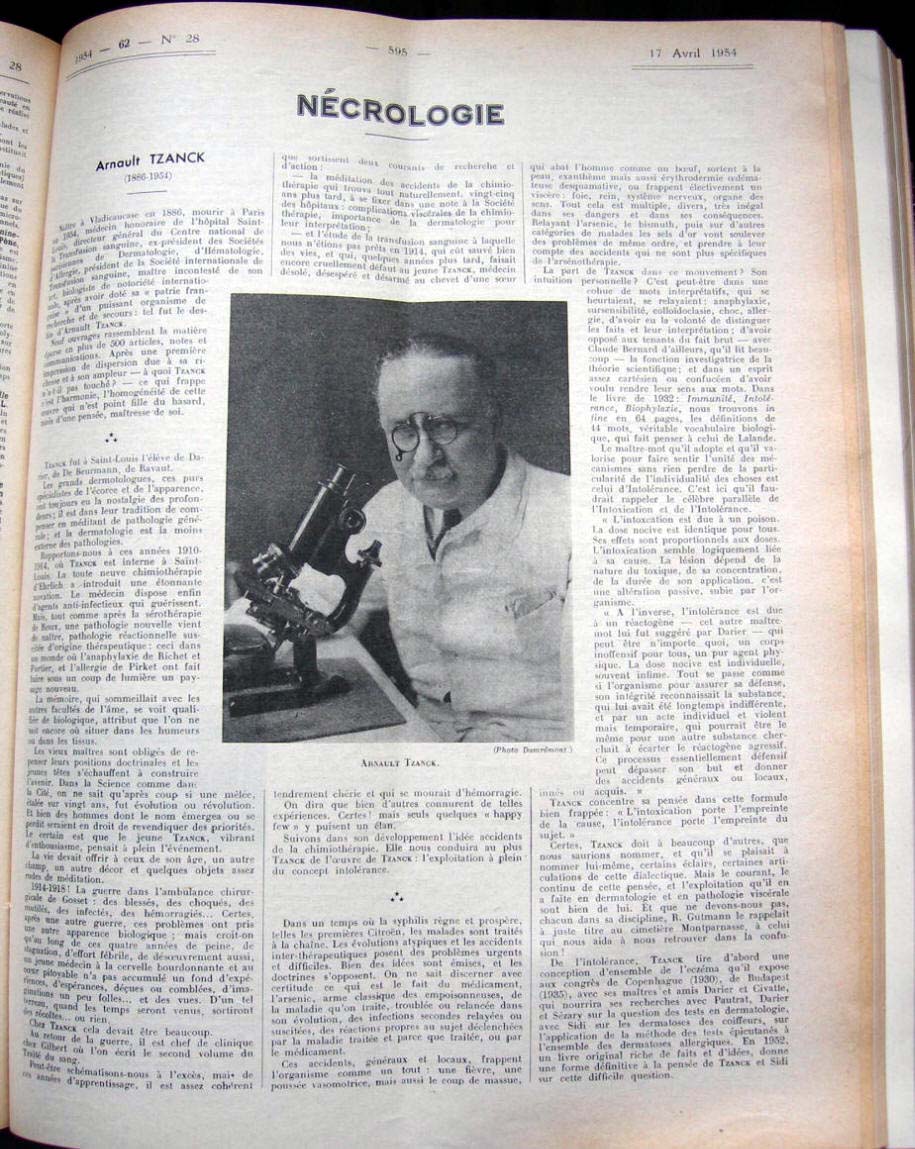 28
1954 — 62 — N° 28
— 595 —
17 Avril 1954
NÉCROLOGIE
Arnault TZANCK
(1886-1954)
Né à Vladicaucase en 1886, mourir à Paris
en 1954, médecin honoraire de l'hôpital Saint-
Louis, directeur général du Centre national de
la Transfusion sanguine, ex-président des Sociétés
de Dermatologie, d'Hématologie,
d'Allergie, président de la Société internationale de
Transfusion sanguine, maître incontesté de son
art, biologiste de notoriété internatio-
nale, après avoir doté sa « patrie fran-
çaise » d'un puissant organisme de
recherche et de secours : tel fut le des-
tin d'Arnault TZANCK.
Neuf ouvrages rassemblent la matière
éparse en plus de 300 articles, notes et
communications. Après une première
impression de dispersion due à sa ri-
chesse et à son ampleur — à quoi TZANCK
n'a-t-il pas touché ? — ce qui frappe
c'est l'harmonie, l'homogénéité de cette
œuvre qui n'est point fille du hasard,
mais d'une pensée, maîtresse de soi.
TZANCK fut à Saint-Louis l'élève de Da-
rier, de De Beurmann, de Ravaut.
Les grands dermatologues, ces purs
spécialistes de l'écorce et de l'apparence,
ont toujours eu la nostalgie des profon-
deurs ; il est dans leur tradition de com-
penser en méditant de pathologie géné-
rale ; et la dermatologie est la moins
externe des pathologies.
Rapportons-nous à ces années 1910-
1914, où TZANCK est interne à Saint-
Louis. La toute neuve chimiothérapie
d'Ehrlich a introduit une étonnante
novation. Le médecin dispose enfin
d'agents anti-infectieux qui guérissent.
Mais, tout comme après la sérothérapie
de Roux, une pathologie nouvelle vient
de naître, pathologie réactionnelle sus-
citée d'origine thérapeutique : ceci dans
un monde où l'anaphylaxie de Richet et
Portier, et l'allergie de Pirket ont fait
luire sous un coup de lumière un pay-
sage nouveau.
La mémoire, qui sommeillait avec les
autres facultés de l'âme, se voit quali-
fiée de biologique, attribut que l'on ne
sait encore où situer dans les humeurs
ou dans les tissus.
Les vieux maîtres sont obligés de re-
penser leurs positions doctrinales et les
jeunes têtes s'échauffent à construire
l'avenir. Dans la Science comme dans
la Cité, on ne sait qu'après coup si une mêlée,
étalée sur vingt ans, fut évolution ou révolution.
Et bien des hommes dont le nom émergea ou se
perdit seraient en droit de revendiquer des priorités.
Le certain est que le jeune TZANCK, vibrant
d'enthousiasme, pensait à plein l'événement.
La vie devait offrir à ceux de son âge, un autre
champ, un autre décor et quelques objets assez
rudes de méditation.
1914-1918 ! La guerre dans l'ambulance chirur-
gicale de Gosset : des blessés, des choqués, des
mutilés, des infectés, des hémorragiés... Certes,
après une autre guerre, ces problèmes ont pris
une autre apparence biologique ; mais croit-on
qu'au long de ces quatre années de peine, de
stagnation, d'effort fébrile, de désœuvrement aussi,
un jeune médecin à la cervelle bourdonnante et au
cœur pitoyable n'a pas accumulé un fond d'expé-
riences, d'espérances, déçues ou comblées, d'ima-
ginations un peu folles... et des vues. D'un tel
terreau, quand les temps seront venus, sortiront
des récoltes... ou rien.
Chez TZANCK cela devait être beaucoup.
Au retour de la guerre, il est chef de clinique
chez Gilbert où l'on écrit le second volume du
Traité du sang.
Peut-être schématisons-nous à l'excès, mais de
ces années d'apprentissage, il est assez cohérent
que sortissent deux courants de recherche et
d'action :
— la méditation des accidents de la chimio-
thérapie qui trouva tout naturellement, vingt-cinq
ans plus tard, à se fixer dans une note à la Société
des hôpitaux : complications viscérales de la chimio-
thérapie, importance de la dermatologie dans
leur interprétation ;
— et l'étude de la transfusion sanguine à laquelle
nous n'étions pas prêts en 1914, qui eût sauvé bien
des vies, et qui, quelques années plus tard, faisait
encore cruellement défaut au jeune TZANCK, médecin
désolé, désespéré et désarmé au chevet d'une sœur
(Photo Damrémont)
ARNAULT TZANCK.
tendrement chérie et qui se mourait d'hémorragie.
On dira que bien d'autres connurent de telles
expériences. Certes ! mais seuls quelques « happy
few » y puisent un élan.
Suivons dans son développement l'idée accidents
de la chimiothérapie. Elle nous conduira au plus
TZANCK de l'œuvre de TZANCK : l'exploitation à plein
du concept intolérance.
Dans un temps où la syphilis règne et prospère,
telles les premières Citroën, les malades sont traités
à la chaîne. Les évolutions atypiques et les accidents
inter-thérapeutiques posent des problèmes urgents
et difficiles. Bien des idées sont émises, et les
doctrines s'opposent. On ne sait discerner avec
certitude ce qui est le fait du médicament,
l'arsenic, arme classique des empoisonneuses, de
la maladie qu'on traite, troublée ou relancée dans
son évolution, des infections secondes relayées ou
suscitées, des réactions propres au sujet déclenchées
par la maladie traitée et parce que traitée, ou par
le médicament.
Ces accidents, généraux et locaux, frappent
l'organisme comme un tout : une fièvre, une
poussée vasomotrice, mais aussi le coup de massue,
qui abat l'homme comme un bœuf, sortent à la
peau, exanthème mais aussi érythrodermie œdéma-
teuse desquamative, ou frappent électivement un
viscère : foie, rein, système nerveux, organe des
sens. Tout cela est multiple, divers, très inégal
dans ses dangers et dans ses conséquences.
Relayant l'arsenic, le bismuth, puis sur d'autres
catégories de malades les sels d'or vont soulever
des problèmes de même ordre, et prendre à leur
compte des accidents qui ne sont plus spécifiques
de l'arsénothérapie.
La part de TZANCK dans ce mouvement ? Son
intuition personnelle ? C'est peut-être dans une
cohue de mots interprétatifs, qui se
heurtaient, se relayaient : anaphylaxie,
sursensibilité, colloïdoclasie, choc, aller-
gie, d'avoir eu la volonté de distinguer
les faits et leur interprétation ; d'avoir
opposé aux tenants du fait brut — avec
Claude Bernard d'ailleurs, qu'il lit beau-
coup — la fonction investigatrice de la
théorie scientifique ; et dans un esprit
assez cartésien ou confucéen d'avoir
voulu rendre leur sens aux mots. Dans
le livre de 1932 : Immunité, Intolé-
rance, Biophylaxie, nous trouvons in
fine en 64 pages, les définitions de
44 mots, véritable vocabulaire biologi-
que, qui fait penser à celui de Lalande.
Le maître-mot qu'il adopte et qu'il va-
lorise pour faire sentir l'unité des mé-
canismes sans rien perdre de la parti-
cularité de l'individualité des choses est
celui d'Intolérance. C'est ici qu'il fau-
drait rappeler le célèbre parallèle de
l'Intoxication et de l'Intolérance.
« L'intoxication est due à un poison.
La dose nocive est identique pour tous.
Ses effets sont proportionnels aux doses.
L'intoxication semble logiquement liée
à sa cause. La lésion dépend de la
nature du toxique, de sa concentration,
de la durée de son application, c'est
une altération passive, subie par l'or-
ganisme.
« A l'inverse, l'intolérance est due
à un réactogène — cet autre maître-
mot lui fut suggéré par Darier — qui
peut être n'importe quoi, un corps
inoffensif pour tous, un pur agent phy-
sique. La dose nocive est individuelle,
souvent infime. Tout se passe comme
si l'organisme pour assurer sa défense,
son intégrité reconnaissait la substance,
qui lui avait été longtemps indifférente,
et par un acte individuel et violent
mais temporaire, qui pourrait être le
même pour une autre substance cher-
chait à écarter le réactogène agressif.
Ce processus essentiellement défensif
peut dépasser son but et donner
des accidents généraux ou locaux,
innés ou acquis. »
TZANCK concentre sa pensée dans cette formule
bien frappée : « L'intoxication porte l'empreinte
de la cause, l'intolérance porte l'empreinte du
sujet. »
Certes, TZANCK doit à beaucoup d'autres, que
nous saurions nommer, et qu'il se plaisait à
nommer lui-même, certains éclairs, certaines arti-
culations de cette dialectique. Mais le courant, le
continu de cette pensée, et l'exploitation qu'il en
a faite en dermatologie et en pathologie viscérale
sont bien de lui. Et que ne devons-nous pas,
chacun dans sa discipline, R. Gutmann le rappelait
à juste titre au cimetière Montparnasse, à celui
qui nous aida à nous retrouver dans la confu-
sion !
De l'intolérance, TZANCK tire d'abord une
conception d'ensemble de l'eczéma qu'il expose
aux congrès de Copenhague (1930), de Budapest
(1935), avec ses maîtres et amis Darier et Civatte,
qui nourrira ses recherches avec Pautrat, Darier
et Sézary sur la question des tests en dermatologie,
avec Sidi sur les dermatoses des coiffeurs, sur
l'application de la méthode des tests épicutanés à
l'ensemble des dermatoses allergiques. En 1952,
un livre original riche de faits et d'idées, donne
une forme définitive à la pensée de TZANCK et Sidi
sur cette difficile question.